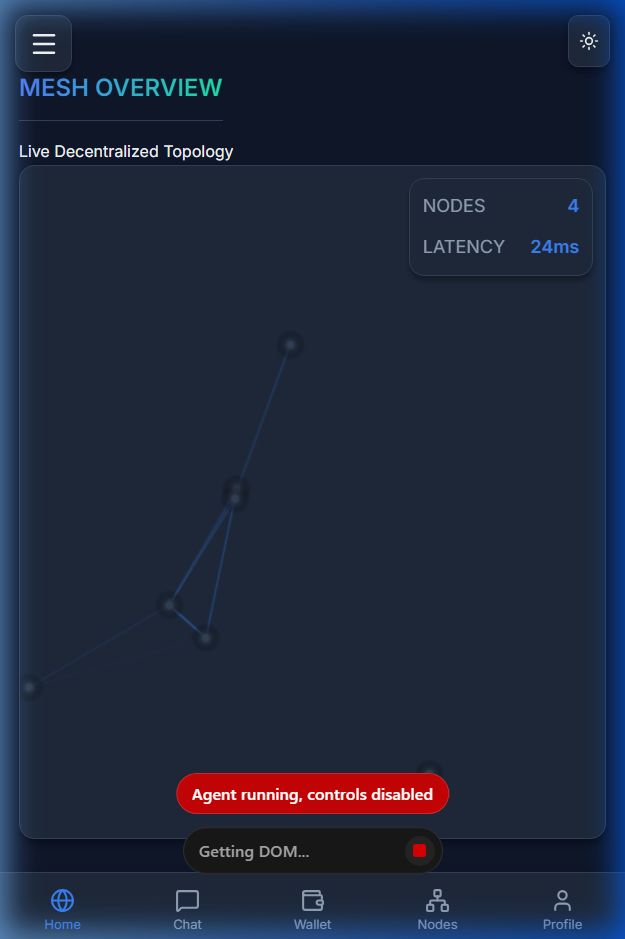 MESH OVERVIEW
Live Decentralized Topology
NODES 4
LATENCY 24ms
Agent running, controls disabled
Getting DOM...
Home Chat Wallet Nodes Profile